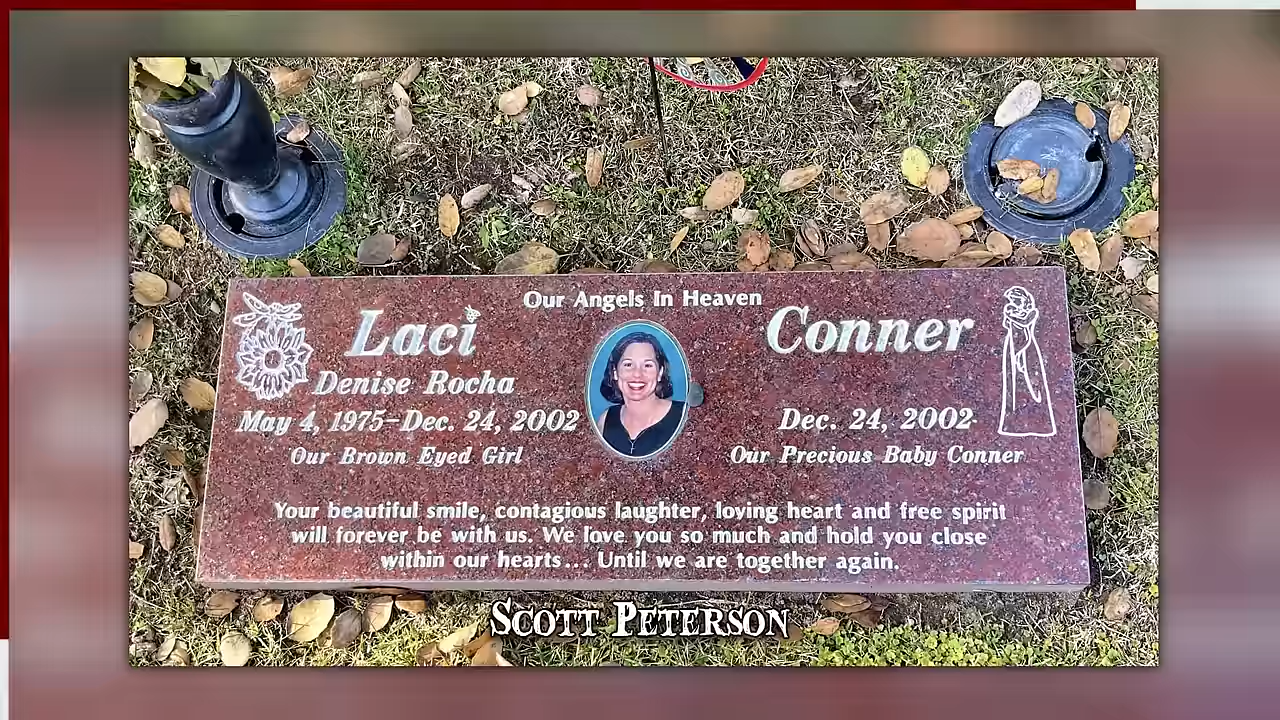 Our Angels In Heaven
Laci
Conner
Denise Rocha
May 4, 1975–Dec. 24, 2002
Dec. 24, 2002
Our Brown Eyed Girl
Our Precious Baby Conner
Your beautiful smile, contagious laughter, loving heart and free spirit
will forever be with us. We love you so much and hold you close
within our hearts... Until we are together again.
Scott Peterson